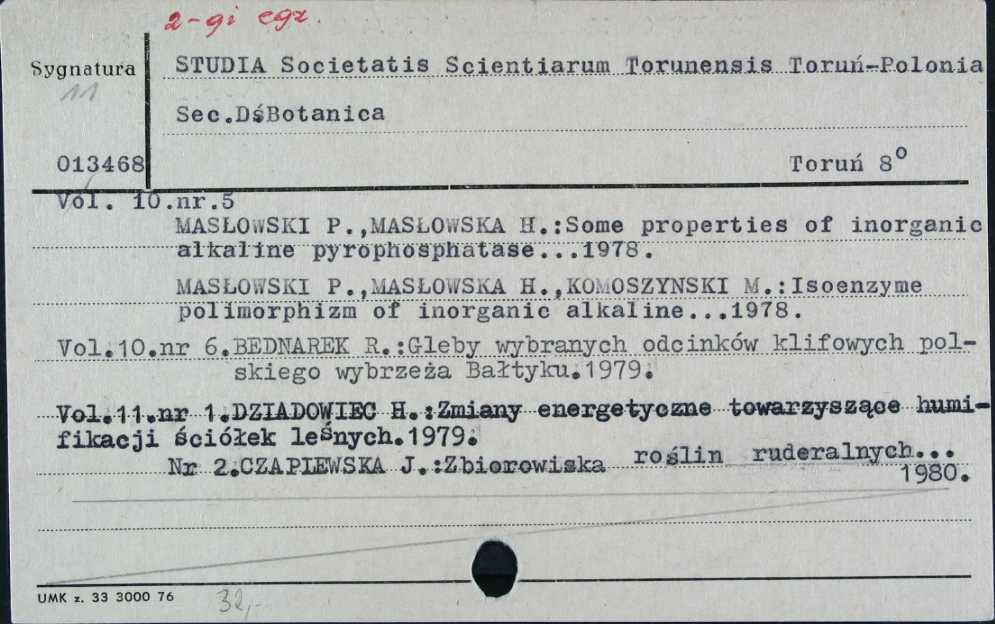 2-gi egz.
Sygnatura
11
STUDIA Societatis Scientiarum Torunensis Toruń-Polonia
Sec.DśBotanica
013468
Toruń 8°
Vol. 10.nr.5
MASŁOWSKI P.,MASŁOWSKA H.:Some properties of inorganic
alkaline pyrophosphatase...1978.
MASŁOWSKI P.,MASŁOWSKA H.,KOMOSZYNSKI M.:Isoenzyme
polimorphizm of inorganic alkaline...1978.
Vol.10.nr 6.BEDNAREK R.:Gleby wybranych odcinków klifowych pol-
skiego wybrzeża Bałtyku.1979.
Vol.11.nr 1.DZIADOWIEC H.:Zmiany energetyczne towarzyszące humi-
fikacji ściółek leśnych.1979.
Nr 2.CZAPIEWSKA J.:Zbiorowiska roślin ruderalnych...
1980.
UMK z. 33 3000 76
32,-